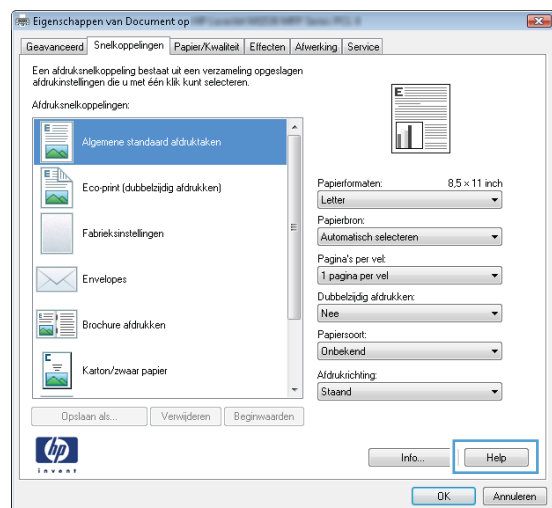 Eigenschappen van Document op
Geavanceerd Snelkoppelingen Papier/Kwaliteit Effecten Afwerking Service
Een afdruksnelkoppeling bestaat uit een verzameling opgeslagen
afdrukinstellingen die u met één klik kunt selecteren.
Afdruksnelkoppelingen:
Algemene standaard afdruktaken
Eco-print (dubbelzijdig afdrukken)
Fabrieksinstellingen
Envelopes
Brochure afdrukken
Karton/zwaar papier
Opslaan als... Verwijderen Beginwaarden
E
Papierformaten: 8,5 × 11 inch
Letter
Papierbron:
Automatisch selecteren
Pagina's per vel:
1 pagina per vel
Dubbelzijdig afdrukken:
Nee
Papiersoort:
Onbekend
Afdrukrichting:
Staand
hp
invent
Info... Help
OK Annuleren